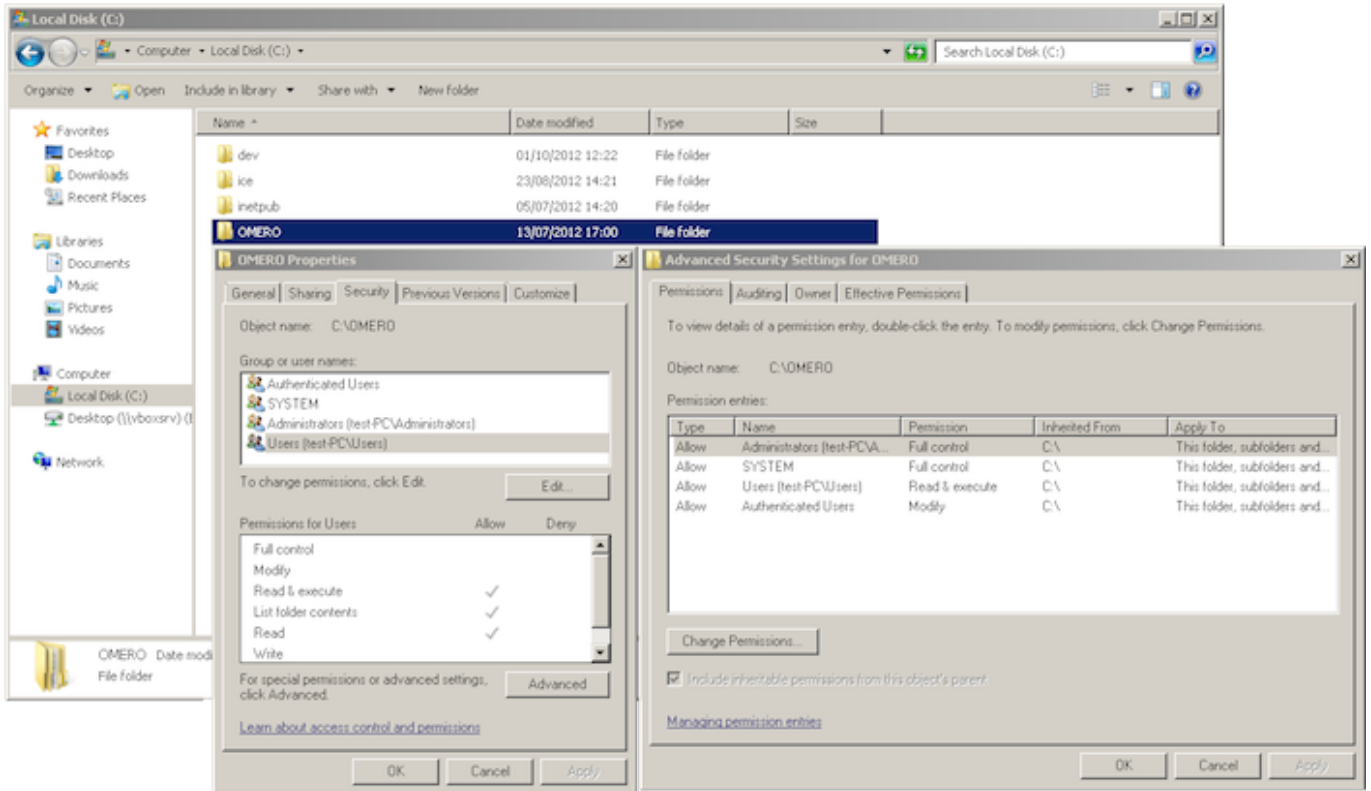 Local Disk (C:)
Computer Local Disk (C:)
Search Local Disk (C:)
Organize Open Include in library Share with New folder
Favorites
Desktop
Downloads
Recent Places
Libraries
Documents
Music
Pictures
Videos
Computer
Local Disk (C:)
Desktop (\\vboxsrv) (
Network
Name Date modified Type Size
dev 01/10/2012 12:22 File folder
ice 23/08/2012 14:21 File folder
inetpub 05/07/2012 14:20 File folder
OMERO 13/07/2012 17:00 File folder
OMERO Date modi
File folder
OMERO Properties
General Sharing Security Previous Versions Customize
Object name: C:\OMERO
Group or user names:
Authenticated Users
SYSTEM
Administrators (test-PC\Administrators)
Users (test-PC\Users)
To change permissions, click Edit.
Edit...
Permissions for Users Allow Deny
Full control
Modify
Read & execute
List folder contents
Read
Write
For special permissions or advanced settings,
click Advanced.
Advanced
Learn about access control and permissions
OK Cancel Apply
Advanced Security Settings for OMERO
Permissions Auditing Owner Effective Permissions
To view details of a permission entry, double-click the entry. To modify permissions, click Change Permissions.
Object name: C:\OMERO
Permission entries:
Type Name Permission Inherited From Apply To
Allow Administrators (test-PC\A... Full control C:\ This folder, subfolders and...
Allow SYSTEM Full control C:\ This folder, subfolders and...
Allow Users (test-PC\Users) Read & execute C:\ This folder, subfolders and...
Allow Authenticated Users Modify C:\ This folder, subfolders and...
Change Permissions...
Include inheritable permissions from this object's parent
Managing permission entries
OK Cancel Apply